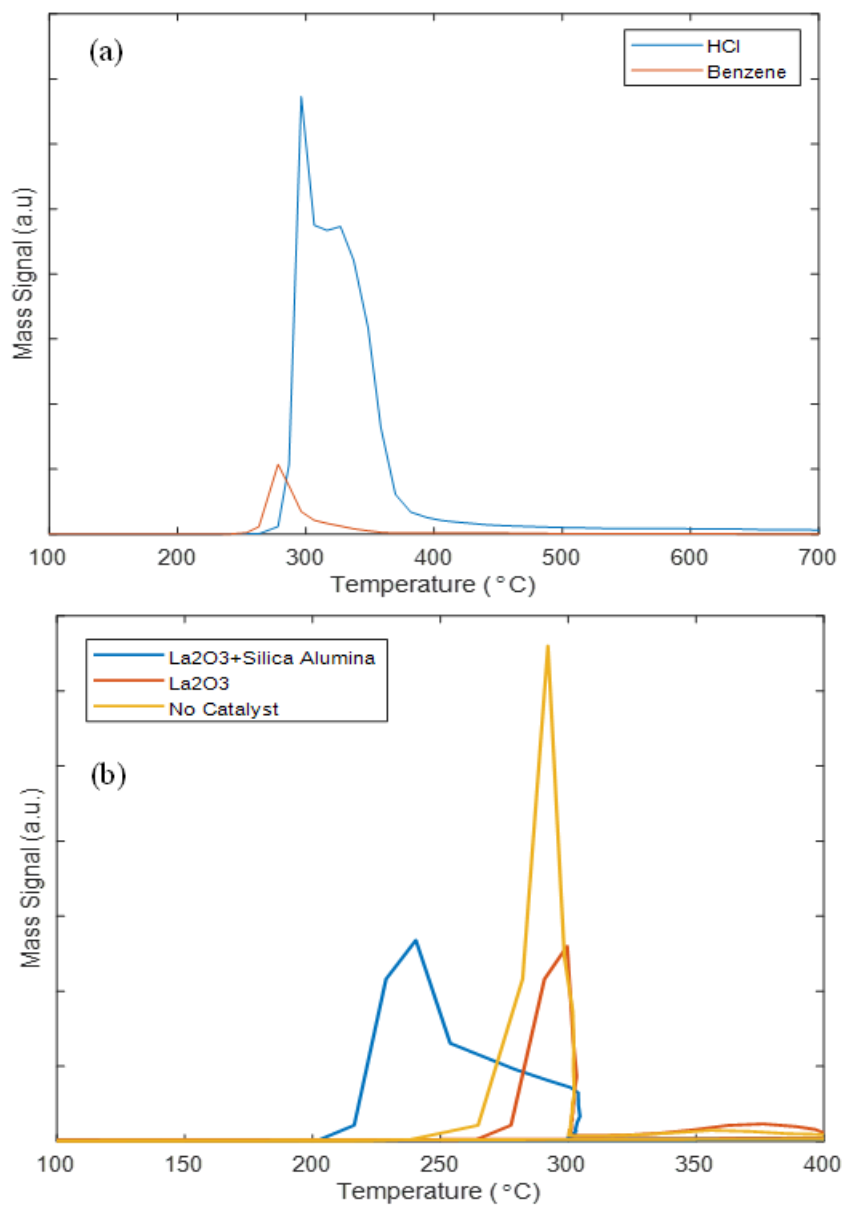 (a)
HCl
Benzene
Mass Signal (a.u)
100 200 300 400 500 600 700
Temperature (°C)
La2O3+Silica Alumina
La2O3
No Catalyst
(b)
Mass Signal (a.u.)
100 150 200 250 300 350 400
Temperature (°C)